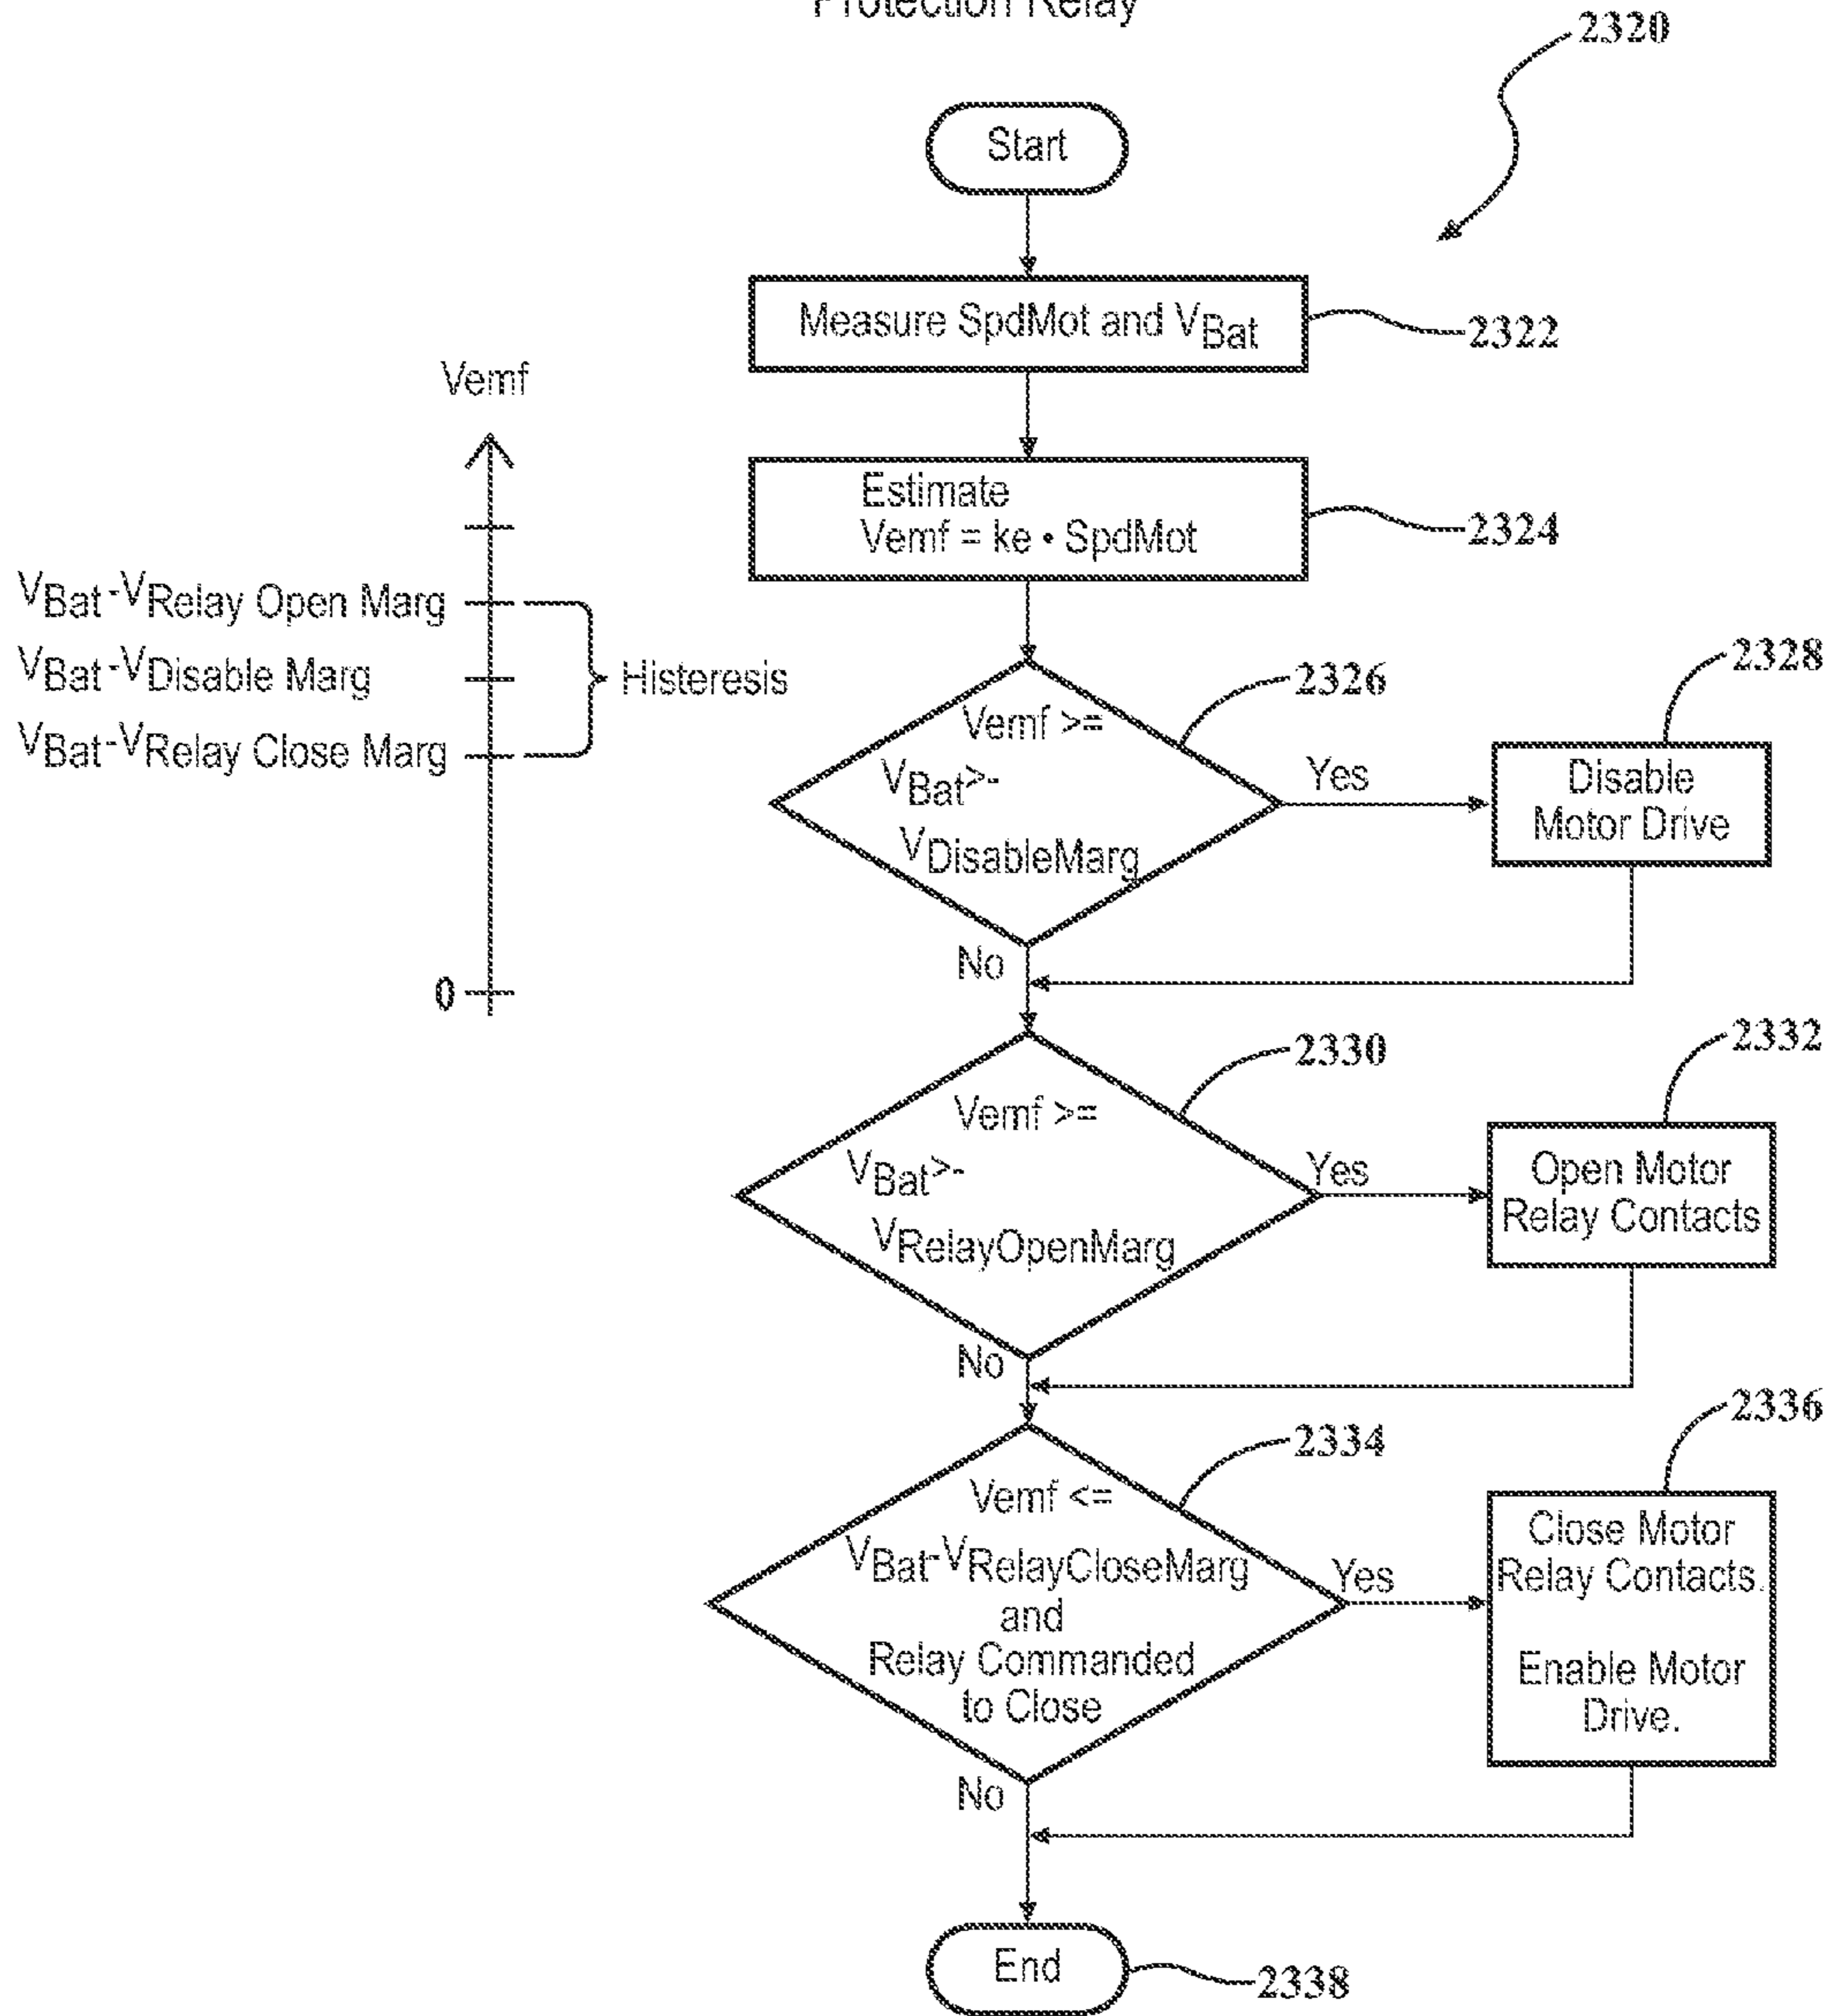 Protection Relay
2320
Start
Measure SpdMot and VBat
2322
Estimate
Vemf = ke • SpdMot
2324
Vemf
VBat-VRelay Open Marg
VBat-VDisable Marg
VBat-VRelay Close Marg
Histeresis
0
Vemf >=
VBat>-
VDisableMarg
2326
Yes
No
Disable
Motor Drive
2328
Vemf >=
VBat>-
VRelayOpenMarg
2330
Yes
No
Open Motor
Relay Contacts
2332
Vemf <=
VBat-VRelayCloseMarg
and
Relay Commanded
to Close
2334
Yes
No
Close Motor
Relay Contacts.
Enable Motor
Drive.
2336
End
2338